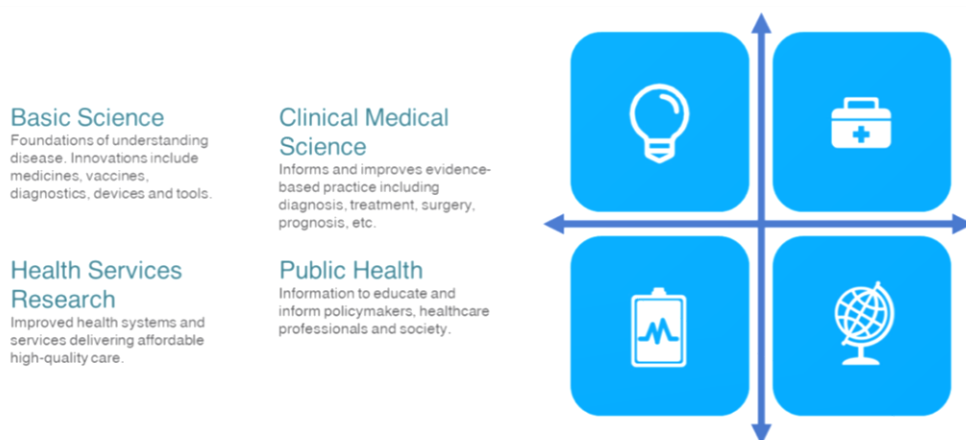 Basic Science
Foundations of understanding
disease. Innovations include
medicines, vaccines,
diagnostics, devices and tools.
Clinical Medical
Science
Informs and improves evidence-
based practice including
diagnosis, treatment, surgery,
prognosis, etc.
Health Services
Research
Improved health systems and
services delivering affordable
high-quality care.
Public Health
Information to educate and
inform policymakers, healthcare
professionals and society.